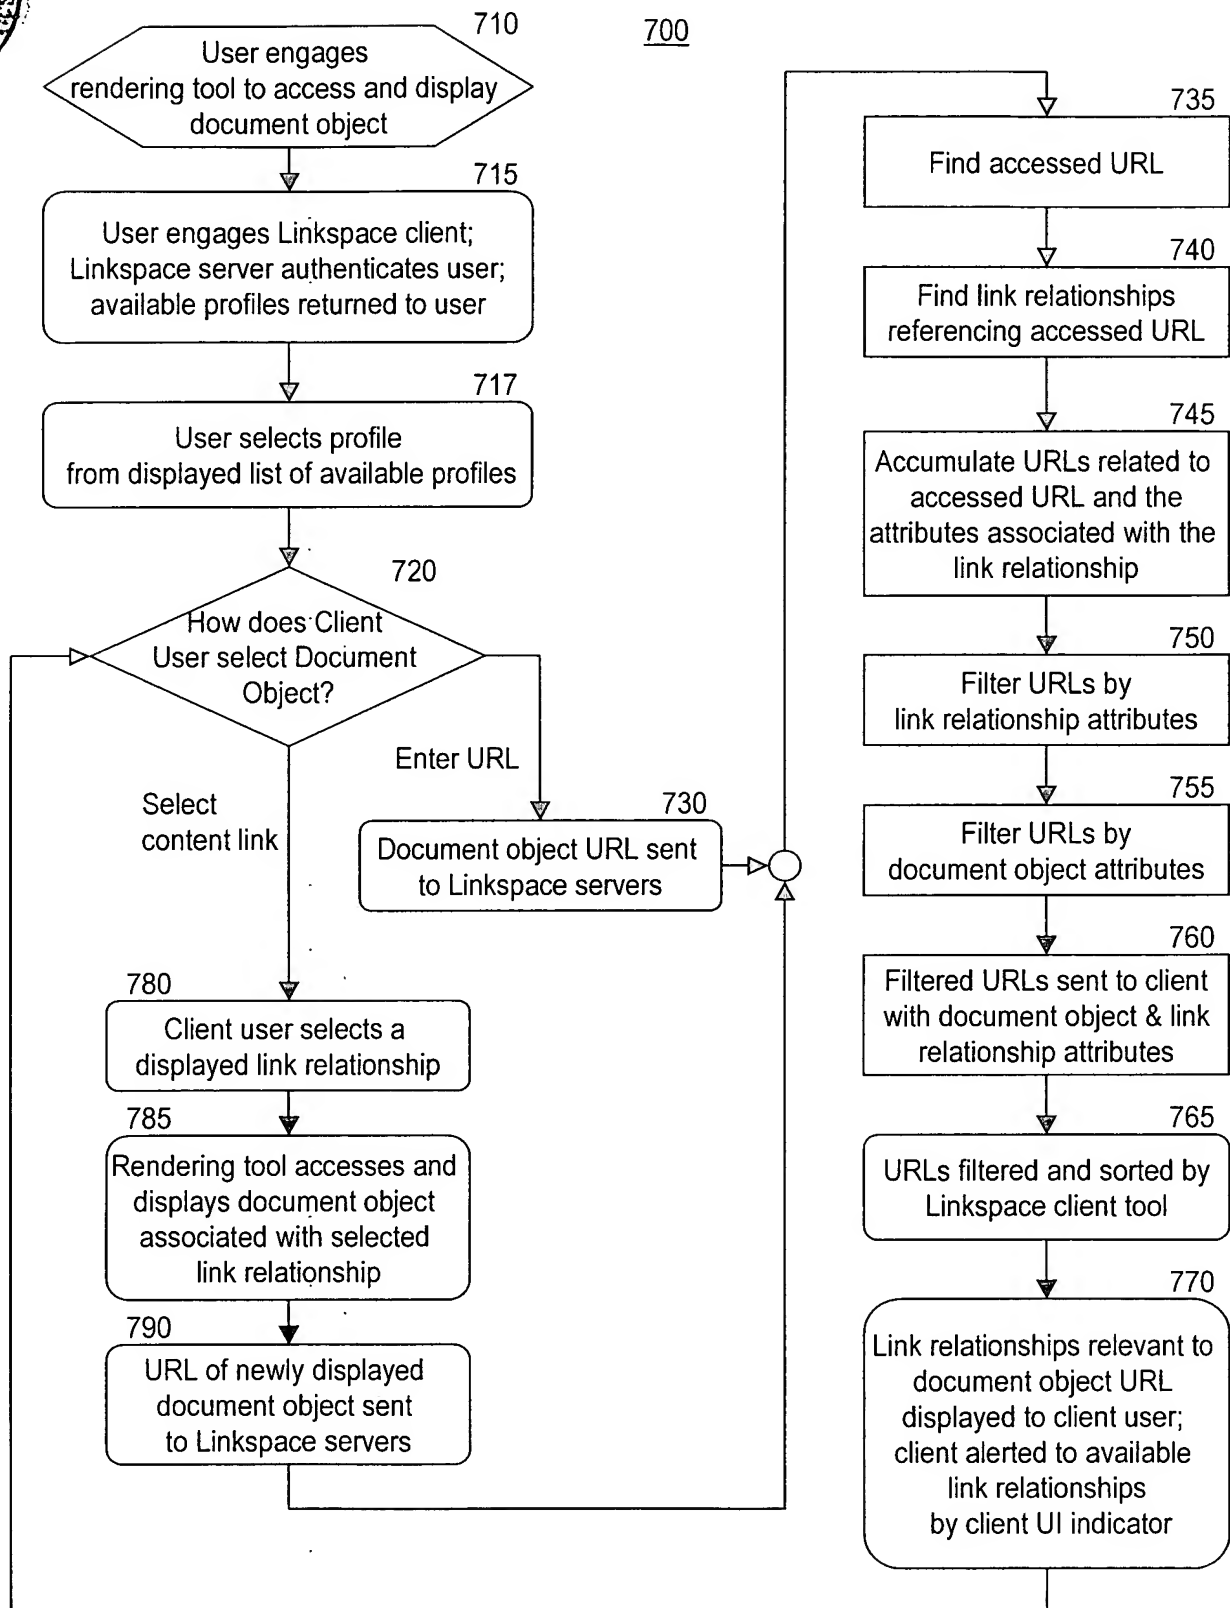 700
710
User engages
rendering tool to access and display
document object
715
User engages Linkspace client;
Linkspace server authenticates user;
available profiles returned to user
717
User selects profile
from displayed list of available profiles
720
How does Client
User select Document
Object?
Enter URL
Select
content link
730
Document object URL sent
to Linkspace servers
780
Client user selects a
displayed link relationship
785
Rendering tool accesses and
displays document object
associated with selected
link relationship
790
URL of newly displayed
document object sent
to Linkspace servers
735
Find accessed URL
740
Find link relationships
referencing accessed URL
745
Accumulate URLs related to
accessed URL and the
attributes associated with the
link relationship
750
Filter URLs by
link relationship attributes
755
Filter URLs by
document object attributes
760
Filtered URLs sent to client
with document object & link
relationship attributes
765
URLs filtered and sorted by
Linkspace client tool
770
Link relationships relevant to
document object URL
displayed to client user;
client alerted to available
link relationships
by client UI indicator